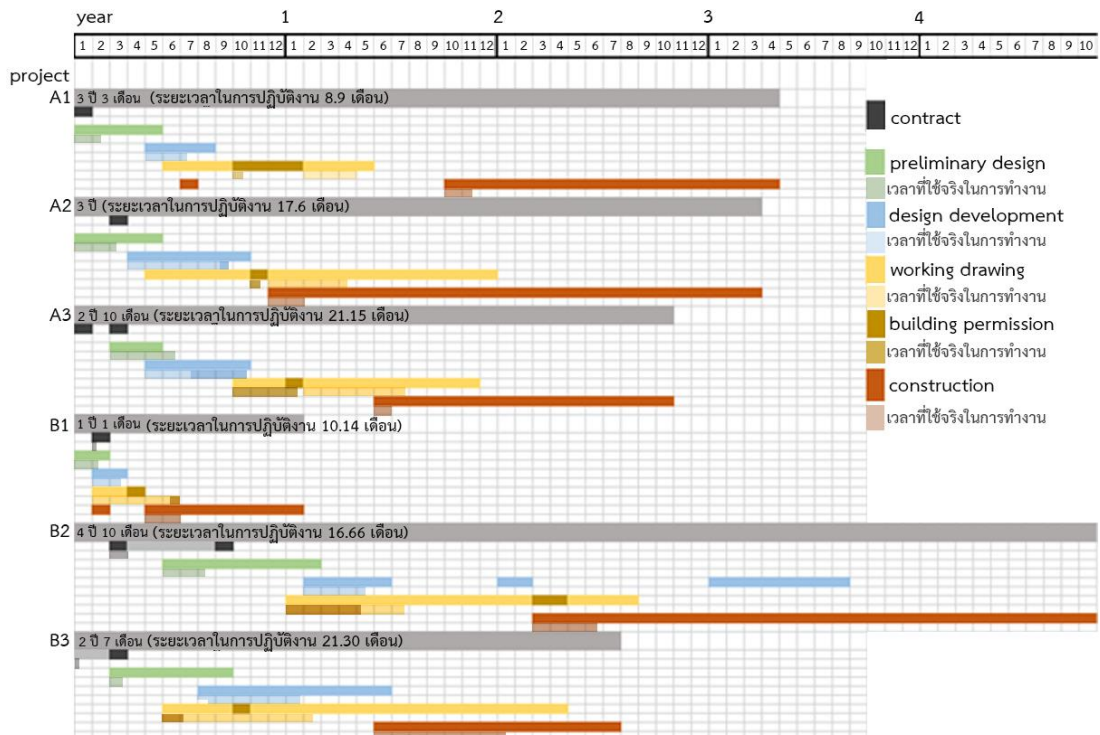 year 1 2 3 4
1 2 3 4 5 6 7 8 9 10 11 12 1 2 3 4 5 6 7 8 9 10 11 12 1 2 3 4 5 6 7 8 9 10 11 12 1 2 3 4 5 6 7 8 9 10 11 12 1 2 3 4 5 6 7 8 9 10
project
A1 3 ปี 3 เดือน (ระยะเวลาในการปฏิบัติงาน 8.9 เดือน)
A2 3 ปี (ระยะเวลาในการปฏิบัติงาน 17.6 เดือน)
A3 2 ปี 10 เดือน (ระยะเวลาในการปฏิบัติงาน 21.15 เดือน)
B1 1 ปี 1 เดือน (ระยะเวลาในการปฏิบัติงาน 10.14 เดือน)
B2 4 ปี 10 เดือน (ระยะเวลาในการปฏิบัติงาน 16.66 เดือน)
B3 2 ปี 7 เดือน (ระยะเวลาในการปฏิบัติงาน 21.30 เดือน)
contract
preliminary design
เวลาที่ใช้จริงในการทำงาน
design development
เวลาที่ใช้จริงในการทำงาน
working drawing
เวลาที่ใช้จริงในการทำงาน
building permission
เวลาที่ใช้จริงในการทำงาน
construction
เวลาที่ใช้จริงในการทำงาน